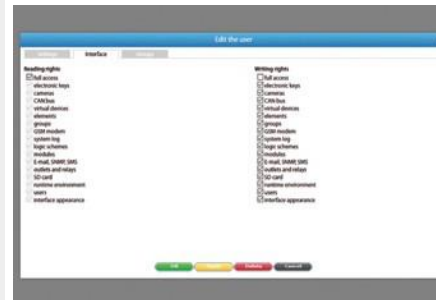 Edit the user
Interface
Reading rights
full access
electronic keys
cameras
CAN bus
virtual devices
elements
groups
GSM modem
system log
logic schemes
modules
E-mail, SNMP, SMS
outlets and relays
SD card
runtime environment
users
interface appearance
Writing rights
full access
electronic keys
cameras
CAN bus
virtual devices
elements
groups
GSM modem
system log
logic schemes
modules
E-mail, SNMP, SMS
outlets and relays
SD card
runtime environment
users
interface appearance
Delete
Cancel